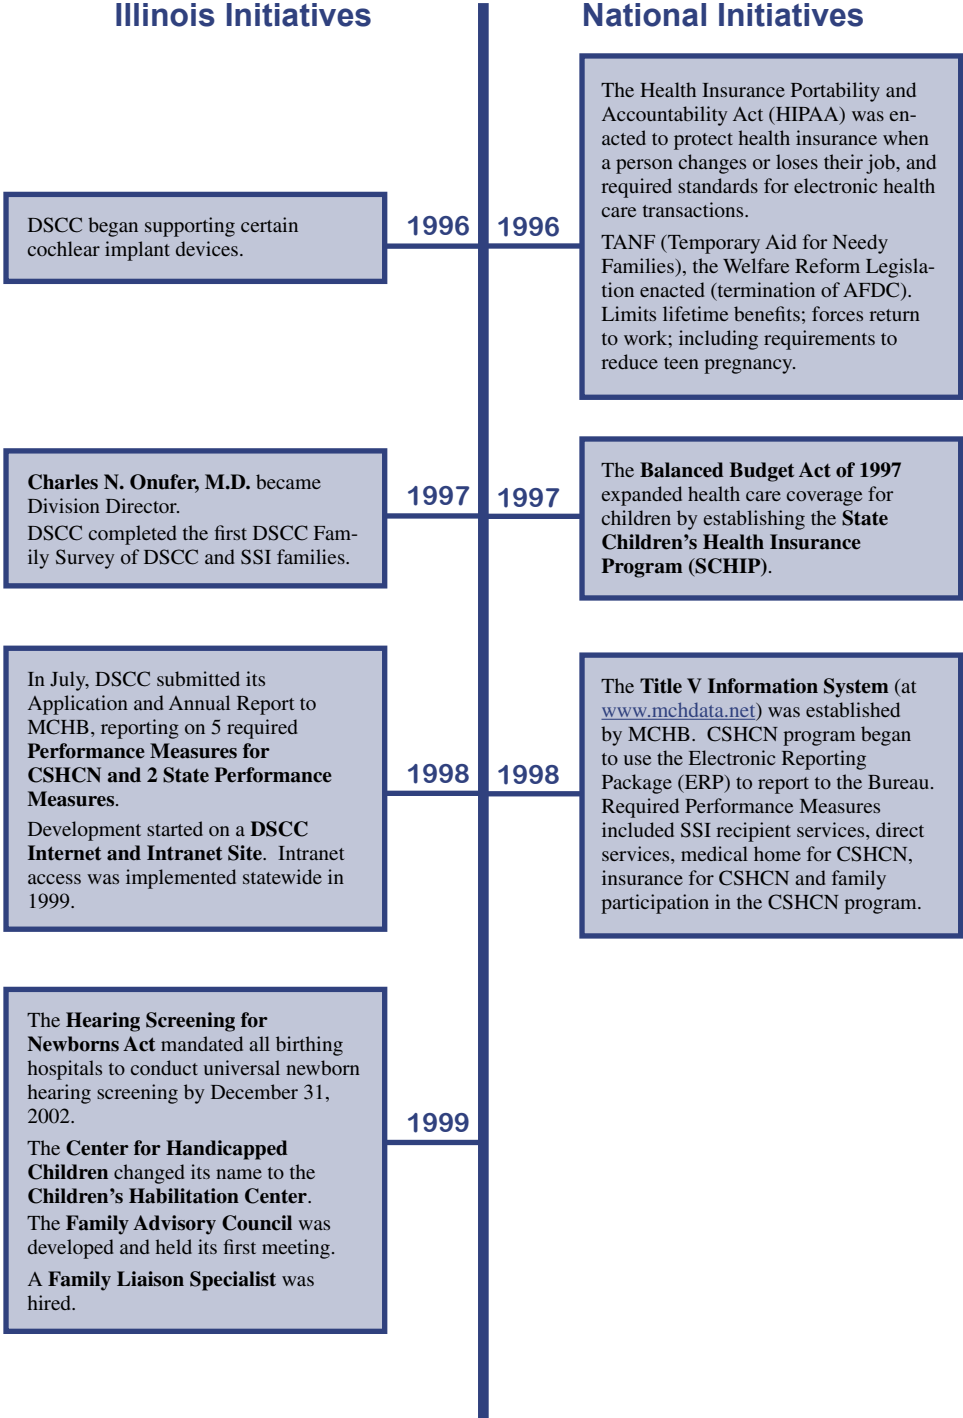 Illinois Initiatives
National Initiatives
The Health Insurance Portability and
Accountability Act (HIPAA) was en-
acted to protect health insurance when
a person changes or loses their job, and
required standards for electronic health
care transactions.
TANF (Temporary Aid for Needy
Families), the Welfare Reform Legisla-
tion enacted (termination of AFDC).
Limits lifetime benefits; forces return
to work; including requirements to
reduce teen pregnancy.
DSCC began supporting certain
cochlear implant devices.
1996
1996
Charles N. Onufer, M.D. became
Division Director.
DSCC completed the first DSCC Fam-
ily Survey of DSCC and SSI families.
1997
1997
The Balanced Budget Act of 1997
expanded health care coverage for
children by establishing the State
Children's Health Insurance
Program (SCHIP).
In July, DSCC submitted its
Application and Annual Report to
MCHB, reporting on 5 required
Performance Measures for
CSHCN and 2 State Performance
Measures.
Development started on a DSCC
Internet and Intranet Site.  Intranet
access was implemented statewide in
1999.
1998
1998
The Title V Information System (at
www.mchdata.net) was established
by MCHB.  CSHCN program began
to use the Electronic Reporting
Package (ERP) to report to the Bureau.
Required Performance Measures
included SSI recipient services, direct
services, medical home for CSHCN,
insurance for CSHCN and family
participation in the CSHCN program.
The Hearing Screening for
Newborns Act mandated all birthing
hospitals to conduct universal newborn
hearing screening by December 31,
2002.
The Center for Handicapped
Children changed its name to the
Children's Habilitation Center.
The Family Advisory Council was
developed and held its first meeting.
A Family Liaison Specialist was
hired.
1999